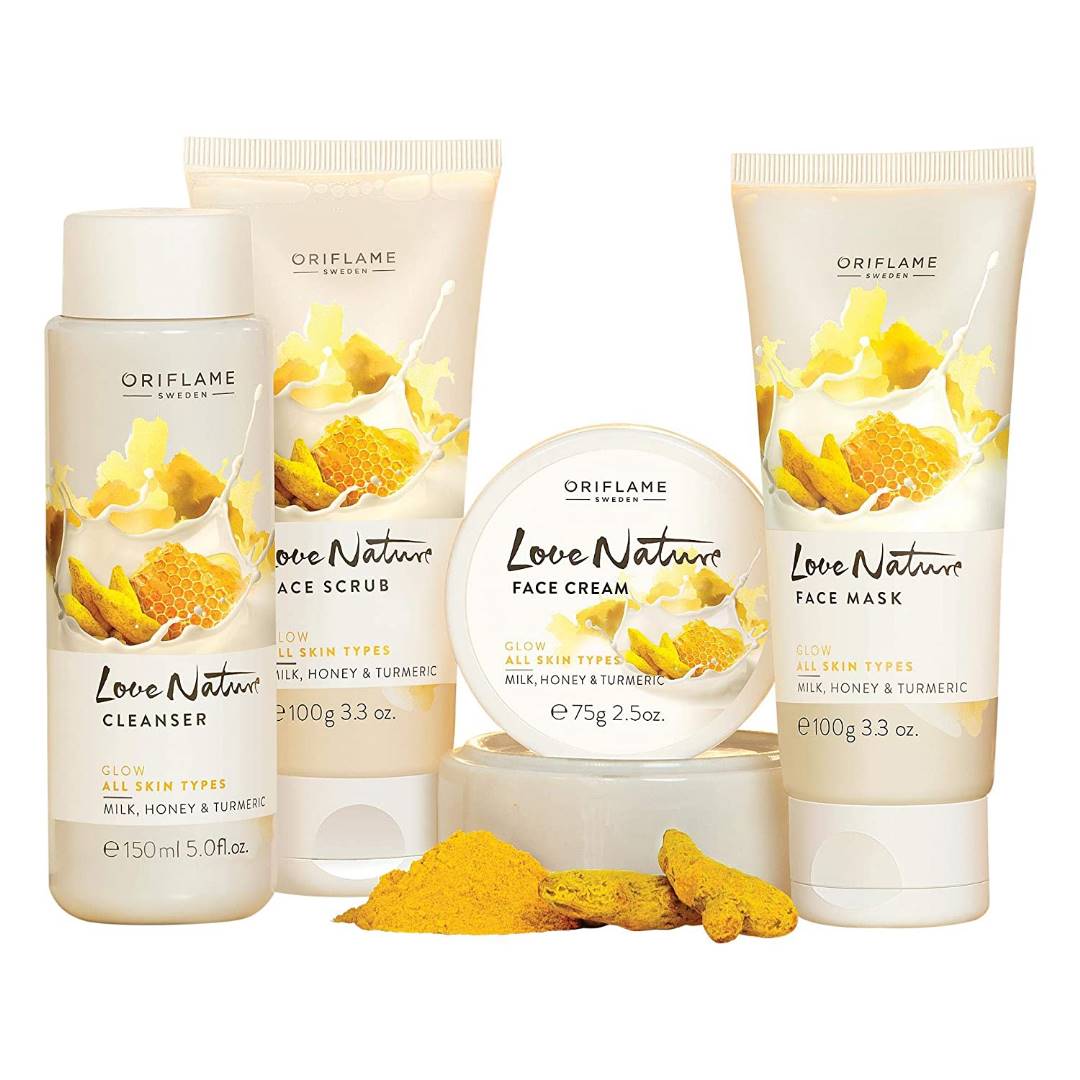 ORIFLAME
SWEDEN
Love Nature
CLEANSER
GLOW
ALL SKIN TYPES
MILK, HONEY & TURMERIC
e 150ml 5.0fl.oz.
ORIFLAME
SWEDEN
ove Nature
ACE SCRUB
LOW
LL SKIN TYPES
MILK, HONEY & TURMERIC
e 100g 3.3 oz.
ORIFLAME
SWEDEN
Love Nature
FACE CREAM
GLOW
ALL SKIN TYPES
MILK, HONEY & TURMERIC
e 75g 2.5oz.
ORIFLAME
SWEDEN
Love Nature
FACE MASK
GLOW
ALL SKIN TYPES
MILK, HONEY & TURMERIC
e 100g 3.3 oz.